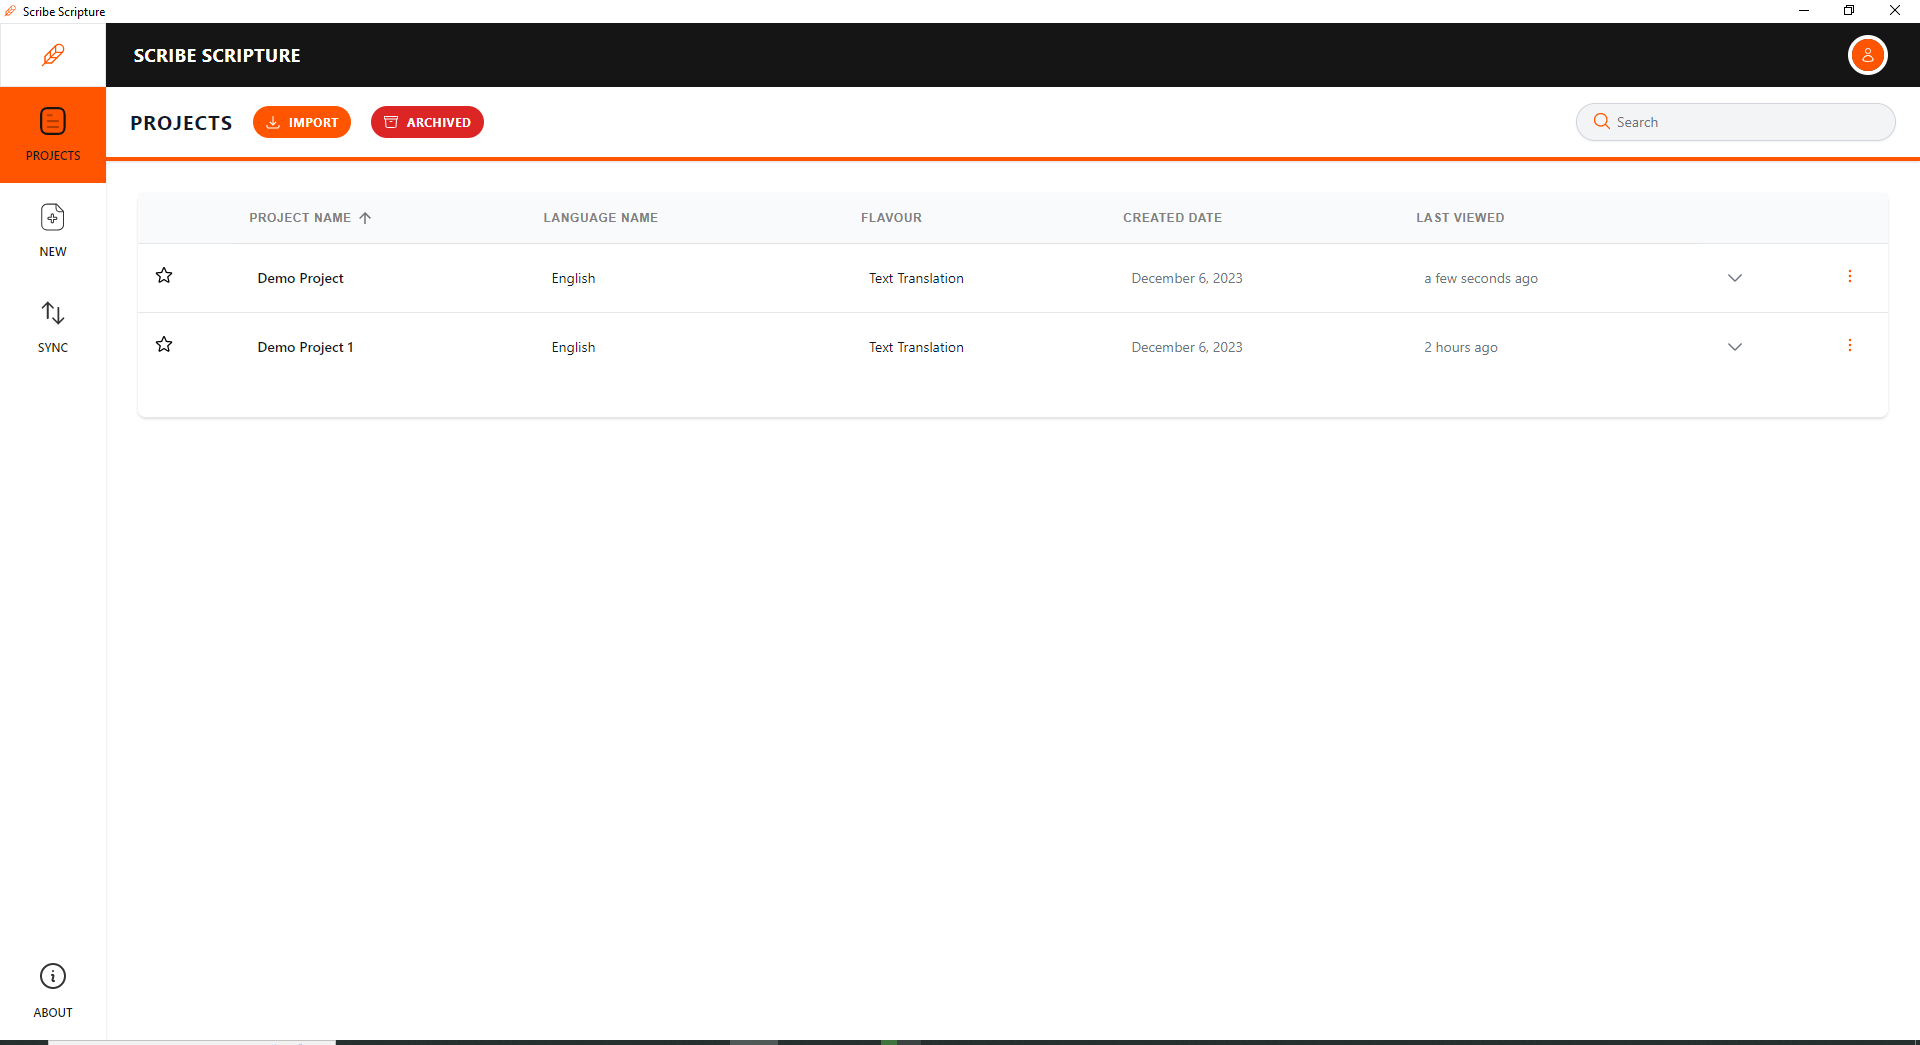 Scribe Scripture
SCRIBE SCRIPTURE
PROJECTS
IMPORT
ARCHIVED
Search
PROJECTS
NEW
SYNC
ABOUT
PROJECT NAME LANGUAGE NAME FLAVOUR CREATED DATE LAST VIEWED
Demo Project English Text Translation December 6, 2023 a few seconds ago
Demo Project 1 English Text Translation December 6, 2023 2 hours ago